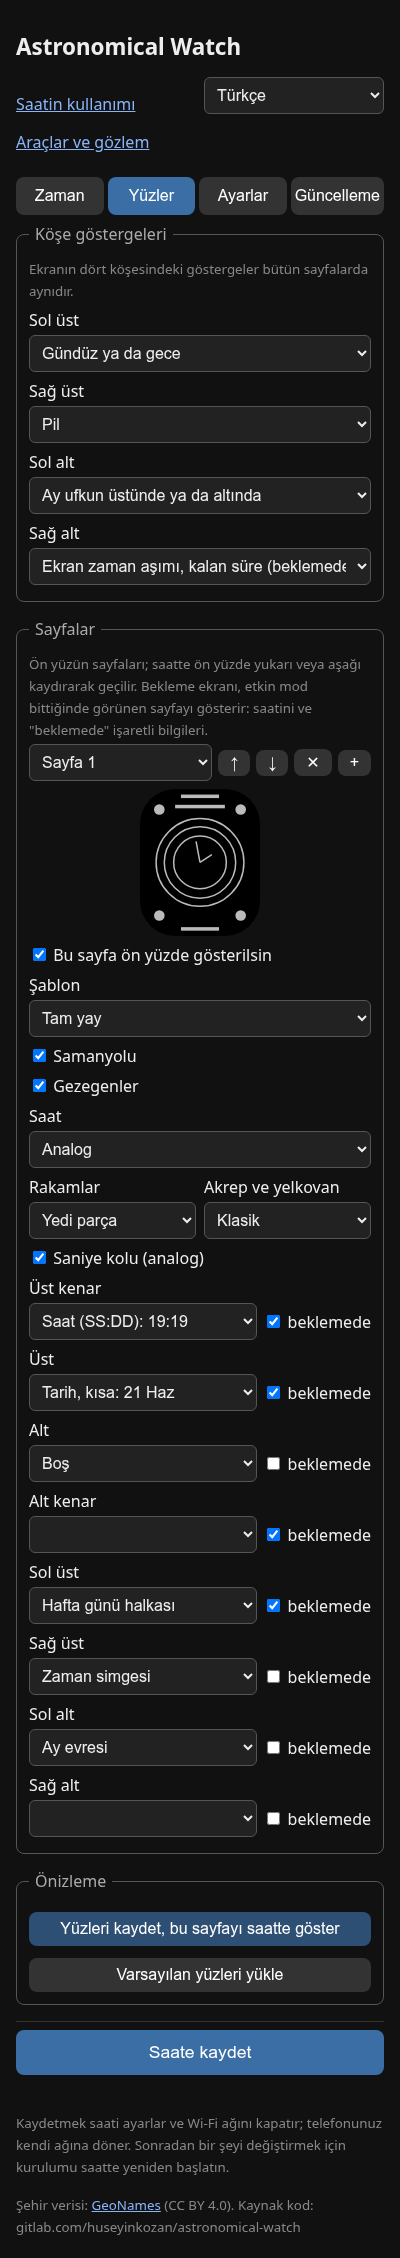 Astronomical Watch
Saatin kullanımı
Türkçe
Araçlar ve gözlem
Zaman
Yüzler
Ayarlar
Güncelleme
Köşe göstergeleri
Ekranın dört köşesindeki göstergeler bütün sayfalarda
aynıdır.
Sol üst
Gündüz ya da gece
Sağ üst
Pil
Sol alt
Ay ufkun üstünde ya da altında
Sağ alt
Ekran zaman aşımı, kalan süre (beklemede
Sayfalar
Ön yüzün sayfaları; saatte ön yüzde yukarı veya aşağı
kaydırarak geçilir. Bekleme ekranı, etkin mod
bittiğinde görünen sayfayı gösterir: saatini ve
"beklemede" işaretli bilgileri.
Sayfa 1
↑
↓
✕
+
Bu sayfa ön yüzde gösterilsin
Şablon
Tam yay
Samanyolu
Gezegenler
Saat
Analog
Rakamlar
Akrep ve yelkovan
Yedi parça
Klasik
Saniye kolu (analog)
Üst kenar
Saat (SS:DD): 19:19
beklemede
Üst
Tarih, kısa: 21 Haz
beklemede
Alt
Boş
beklemede
Alt kenar
beklemede
Sol üst
Hafta günü halkası
beklemede
Sağ üst
Zaman simgesi
beklemede
Sol alt
Ay evresi
beklemede
Sağ alt
beklemede
Önizleme
Yüzleri kaydet, bu sayfayı saatte göster
Varsayılan yüzleri yükle
Saate kaydet
Kaydetmek saati ayarlar ve Wi-Fi ağını kapatır; telefonunuz
kendi ağına döner. Sonradan bir şeyi değiştirmek için
kurulumu saatte yeniden başlatın.
Şehir verisi: GeoNames (CC BY 4.0). Kaynak kod:
gitlab.com/huseyinkozan/astronomical-watch